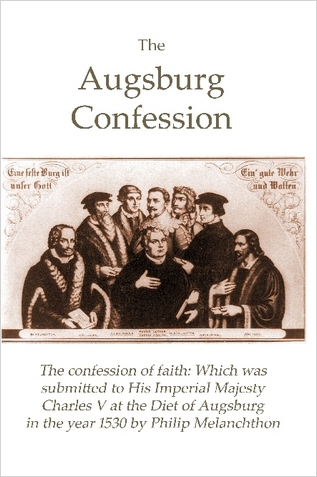 The
Augsburg
Confession
Eine feste Burg ist
unser Gott
Ein' gute Wehr
und Waffen
The confession of faith: Which was
submitted to His Imperial Majesty
Charles V at the Diet of Augsburg
in the year 1530 by Philip Melanchthon